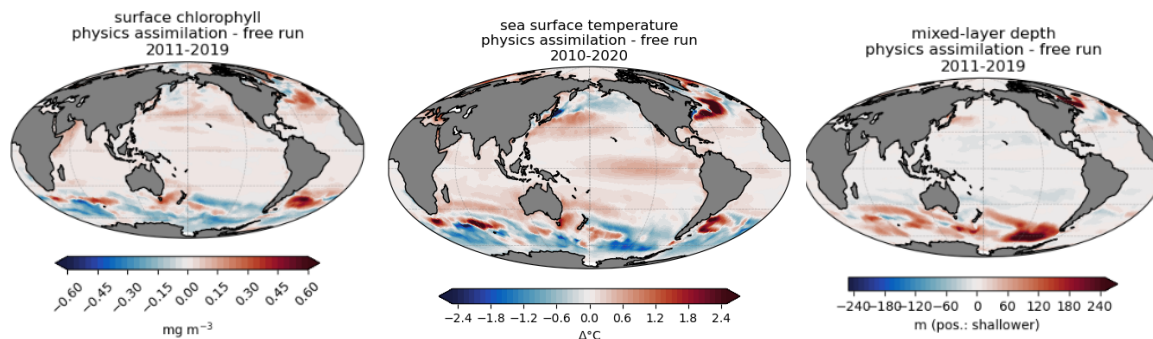 surface chlorophyll
physics assimilation - free run
2011-2019
−0.60 −0.45 −0.30 −0.15 0.00 0.15 0.30 0.45 0.60
mg m⁻³
sea surface temperature
physics assimilation - free run
2010-2020
−2.4 −1.8 −1.2 −0.6 0.0 0.6 1.2 1.8 2.4
Δ°C
mixed-layer depth
physics assimilation - free run
2011-2019
−240 −180 −120 −60 0 60 120 180 240
m (pos.: shallower)